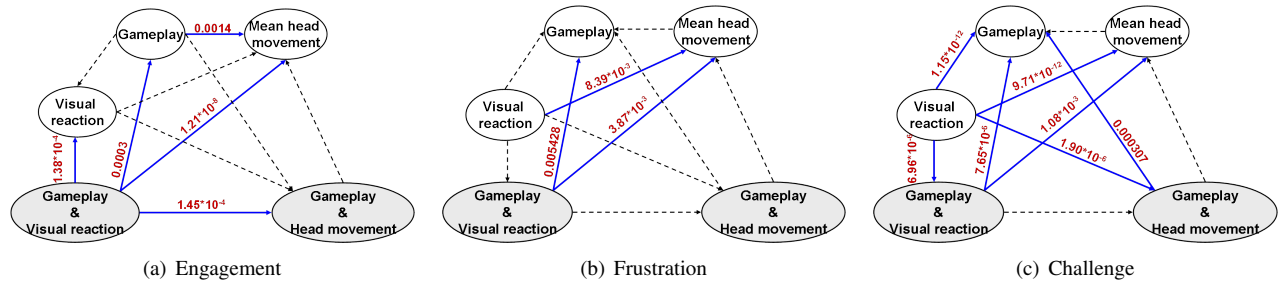 Gameplay
0.0014
Mean head
movement
Visual
reaction
1.21*10^-8
1.38*10^-4
0.0003
Gameplay
&
Visual reaction
1.45*10^-4
Gameplay
&
Head movement
(a) Engagement
Gameplay
Mean head
movement
8.39*10^-3
Visual
reaction
3.87*10^-3
0.005428
Gameplay
&
Visual reaction
Gameplay
&
Head movement
(b) Frustration
Gameplay
Mean head
movement
1.15*10^-12
9.71*10^-12
Visual
reaction
1.08*10^-3
0.000307
7.65*10^-6
1.90*10^-6
Gameplay
&
Visual reaction
Gameplay
&
Head movement
(c) Challenge